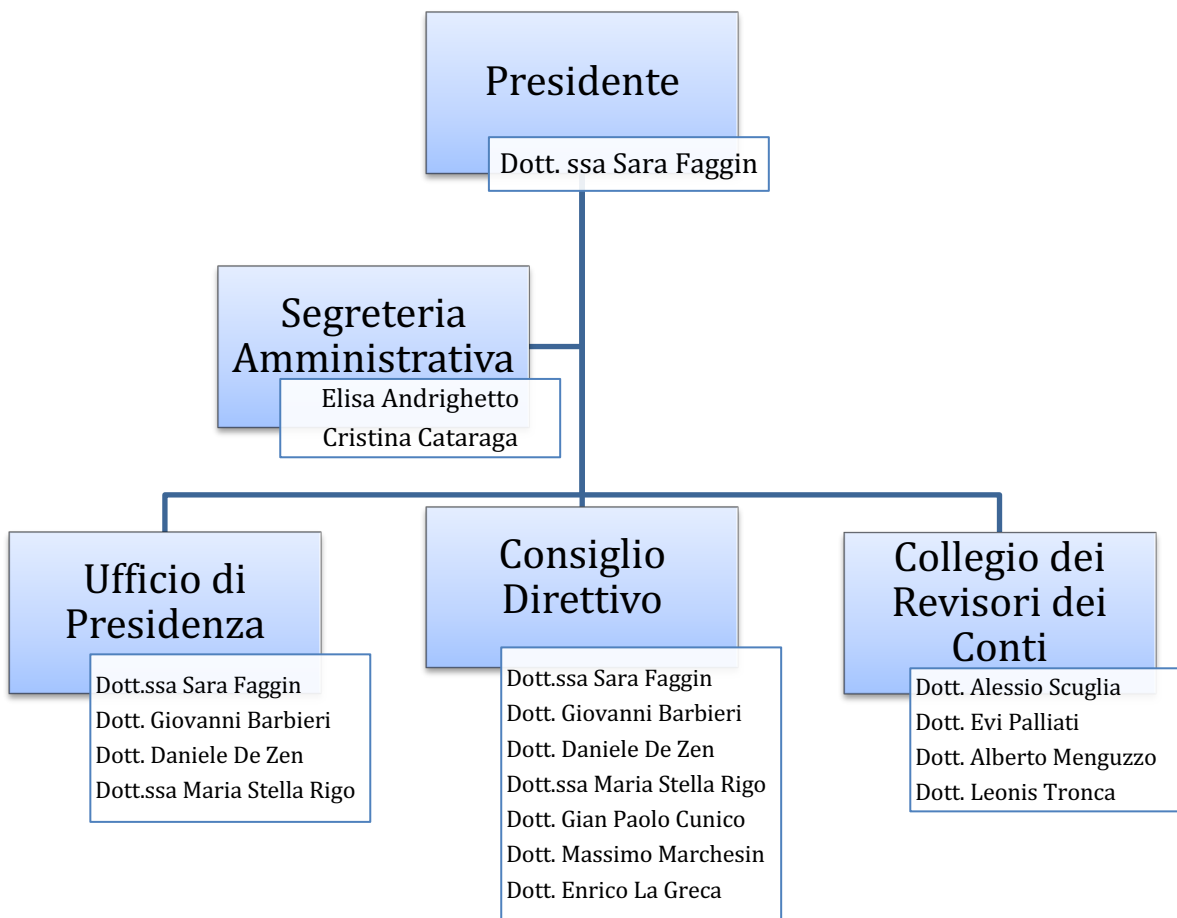 Presidente
Dott. ssa Sara Faggin
Segreteria
Amministrativa
Elisa Andrighetto
Cristina Cataraga
Ufficio di
Presidenza
Dott.ssa Sara Faggin
Dott. Giovanni Barbieri
Dott. Daniele De Zen
Dott.ssa Maria Stella Rigo
Consiglio
Direttivo
Dott.ssa Sara Faggin
Dott. Giovanni Barbieri
Dott. Daniele De Zen
Dott.ssa Maria Stella Rigo
Dott. Gian Paolo Cunico
Dott. Massimo Marchesin
Dott. Enrico La Greca
Collegio dei
Revisori dei
Conti
Dott. Alessio Scuglia
Dott. Evi Palliati
Dott. Alberto Menguzzo
Dott. Leonis Tronca